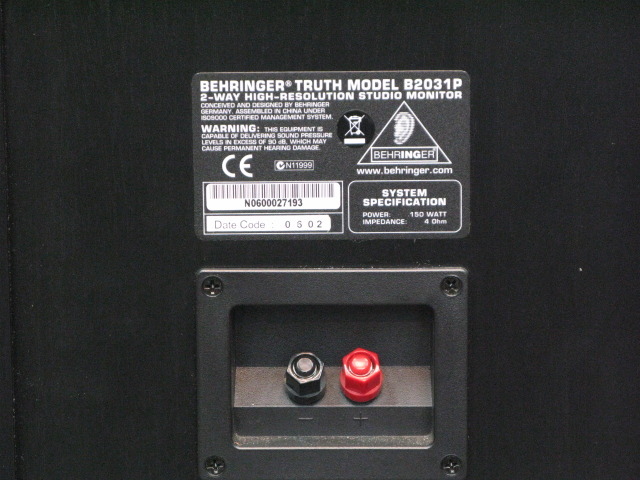 BEHRINGER® TRUTH MODEL B2031P
2-WAY HIGH-RESOLUTION STUDIO MONITOR
CONCEIVED AND DESIGNED BY BEHRINGER
GERMANY. ASSEMBLED IN CHINA UNDER
ISO9000 CERTIFIED MANAGEMENT SYSTEM.
WARNING: THIS EQUIPMENT IS
CAPABLE OF DELIVERING SOUND PRESSURE
LEVELS IN EXCESS OF 90 dB, WHICH MAY
CAUSE PERMANENT HEARING DAMAGE.
CE N11999
BEHRINGER
www.behringer.com
N0600027193
Date Code : 0602
SYSTEM
SPECIFICATION
POWER: 150 WATT
IMPEDANCE: 4 Ohm
− +